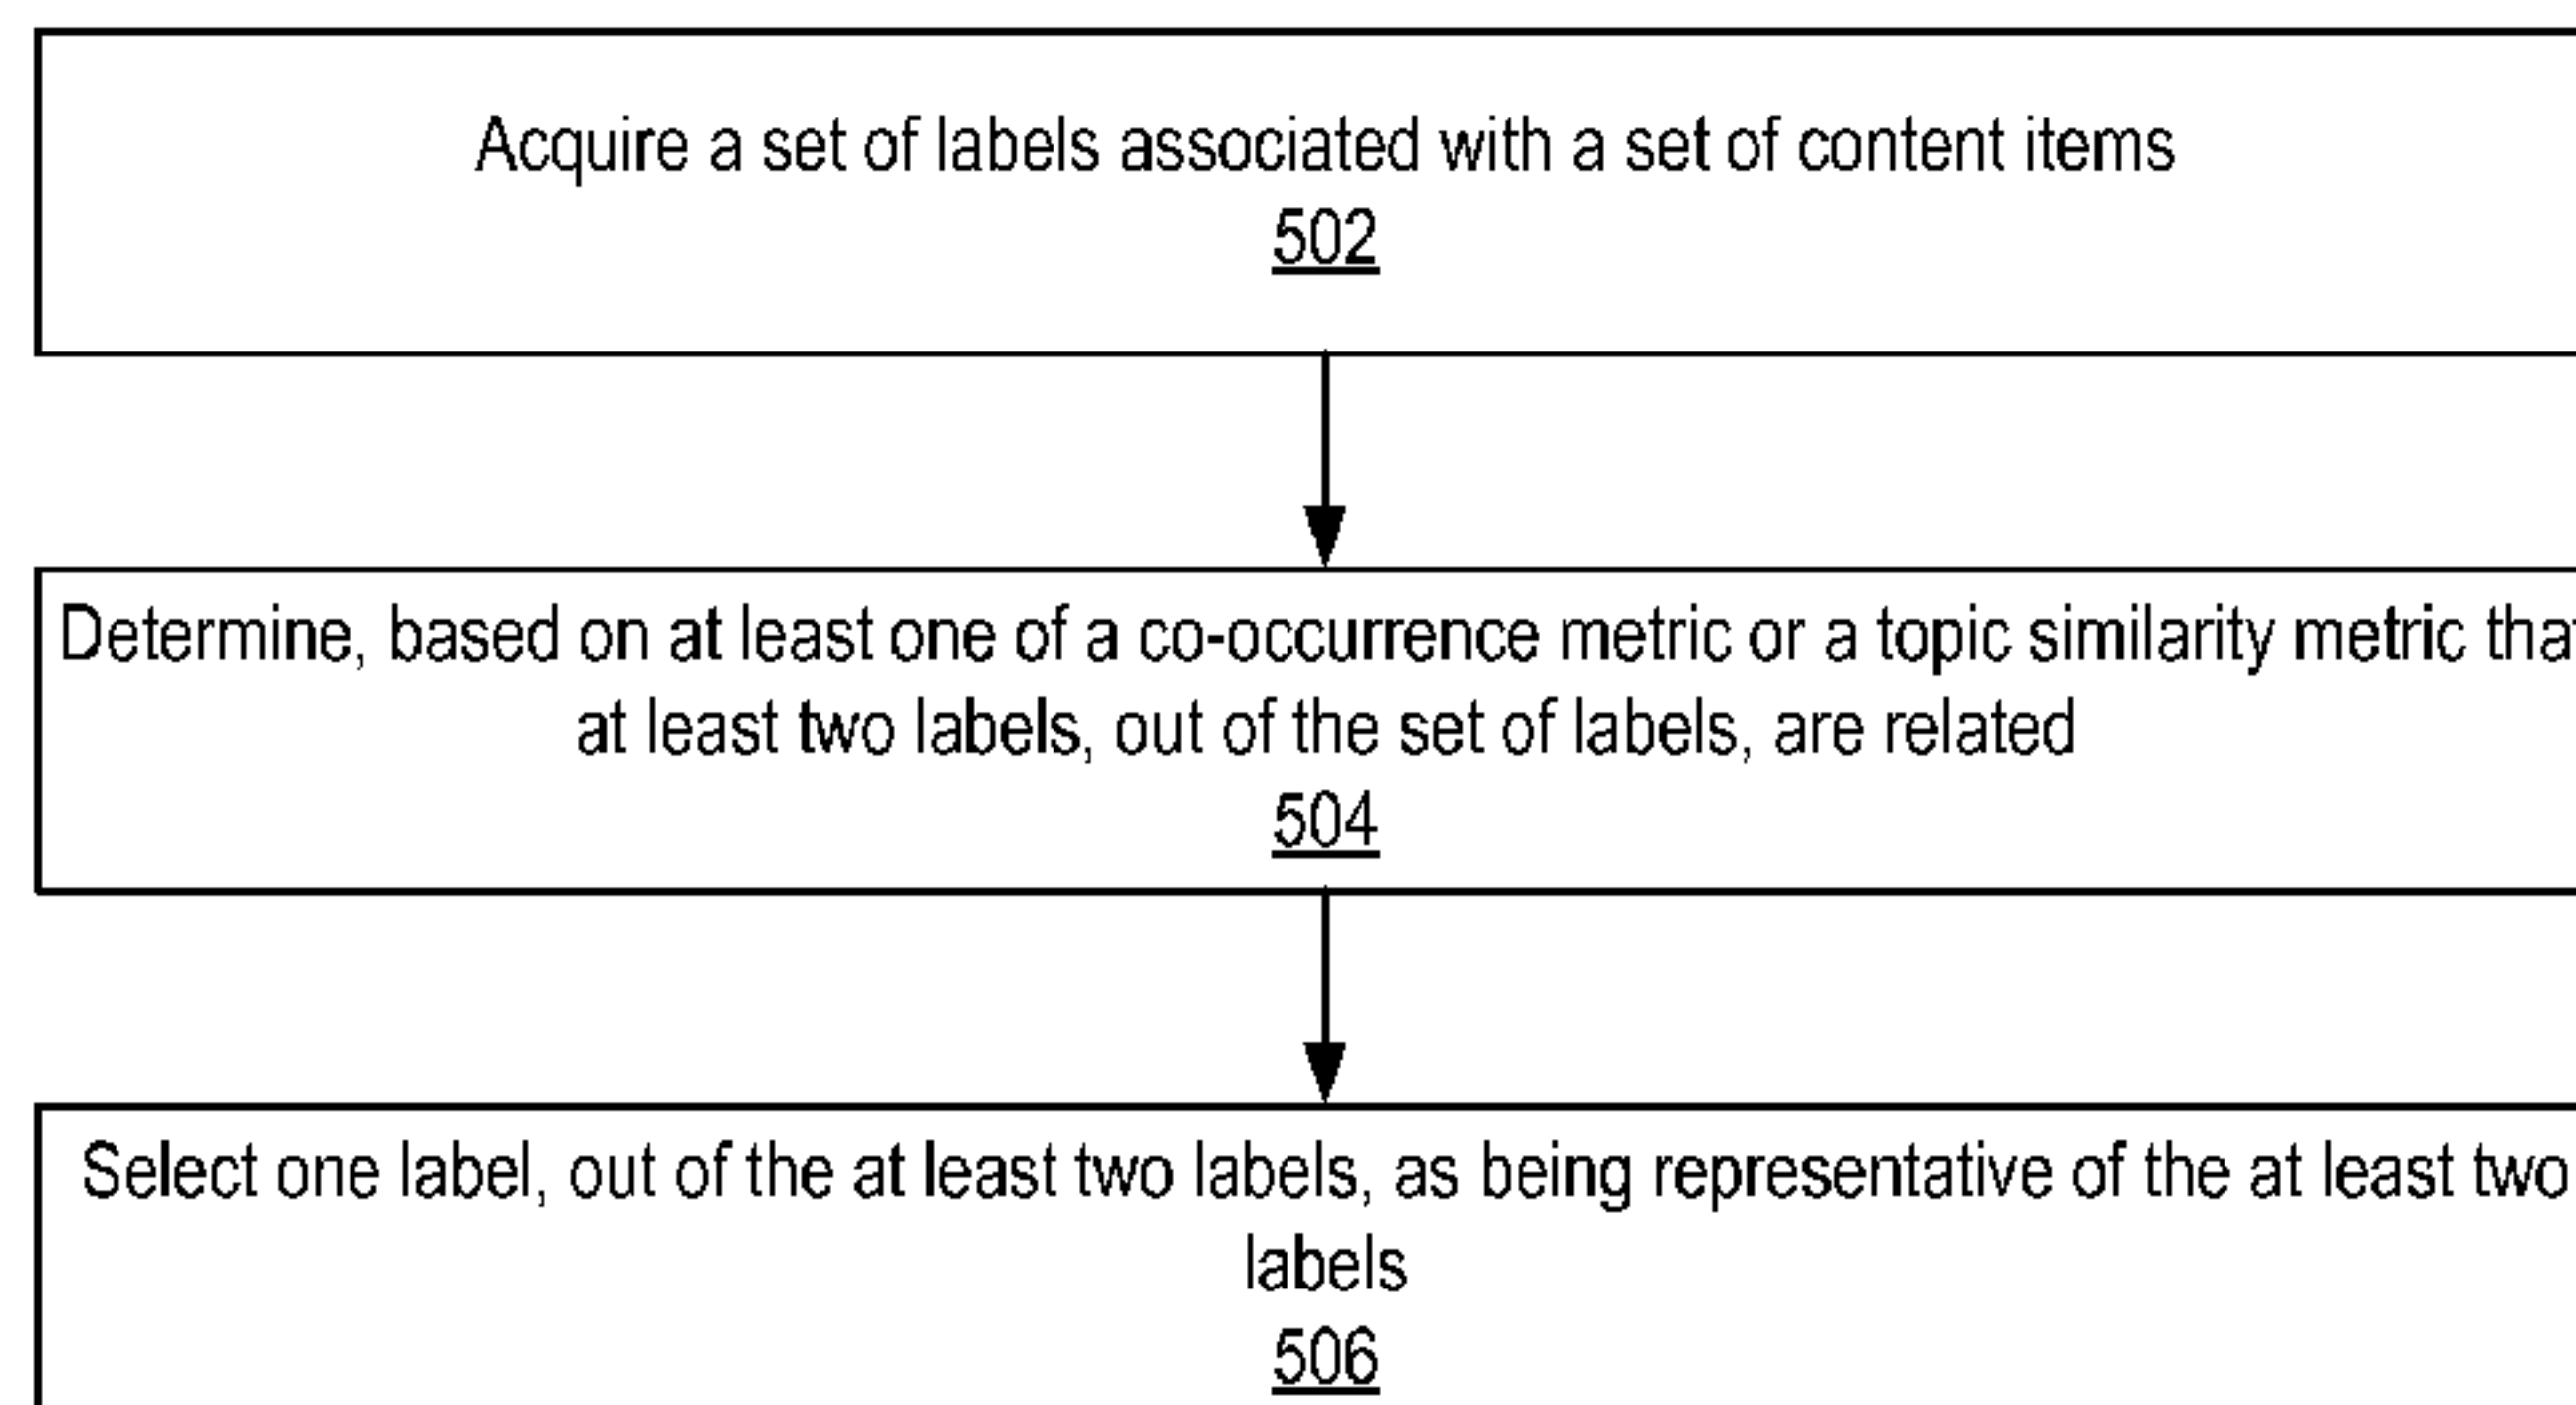 Acquire a set of labels associated with a set of content items
502
Determine, based on at least one of a co-occurrence metric or a topic similarity metric that
at least two labels, out of the set of labels, are related
504
Select one label, out of the at least two labels, as being representative of the at least two
labels
506